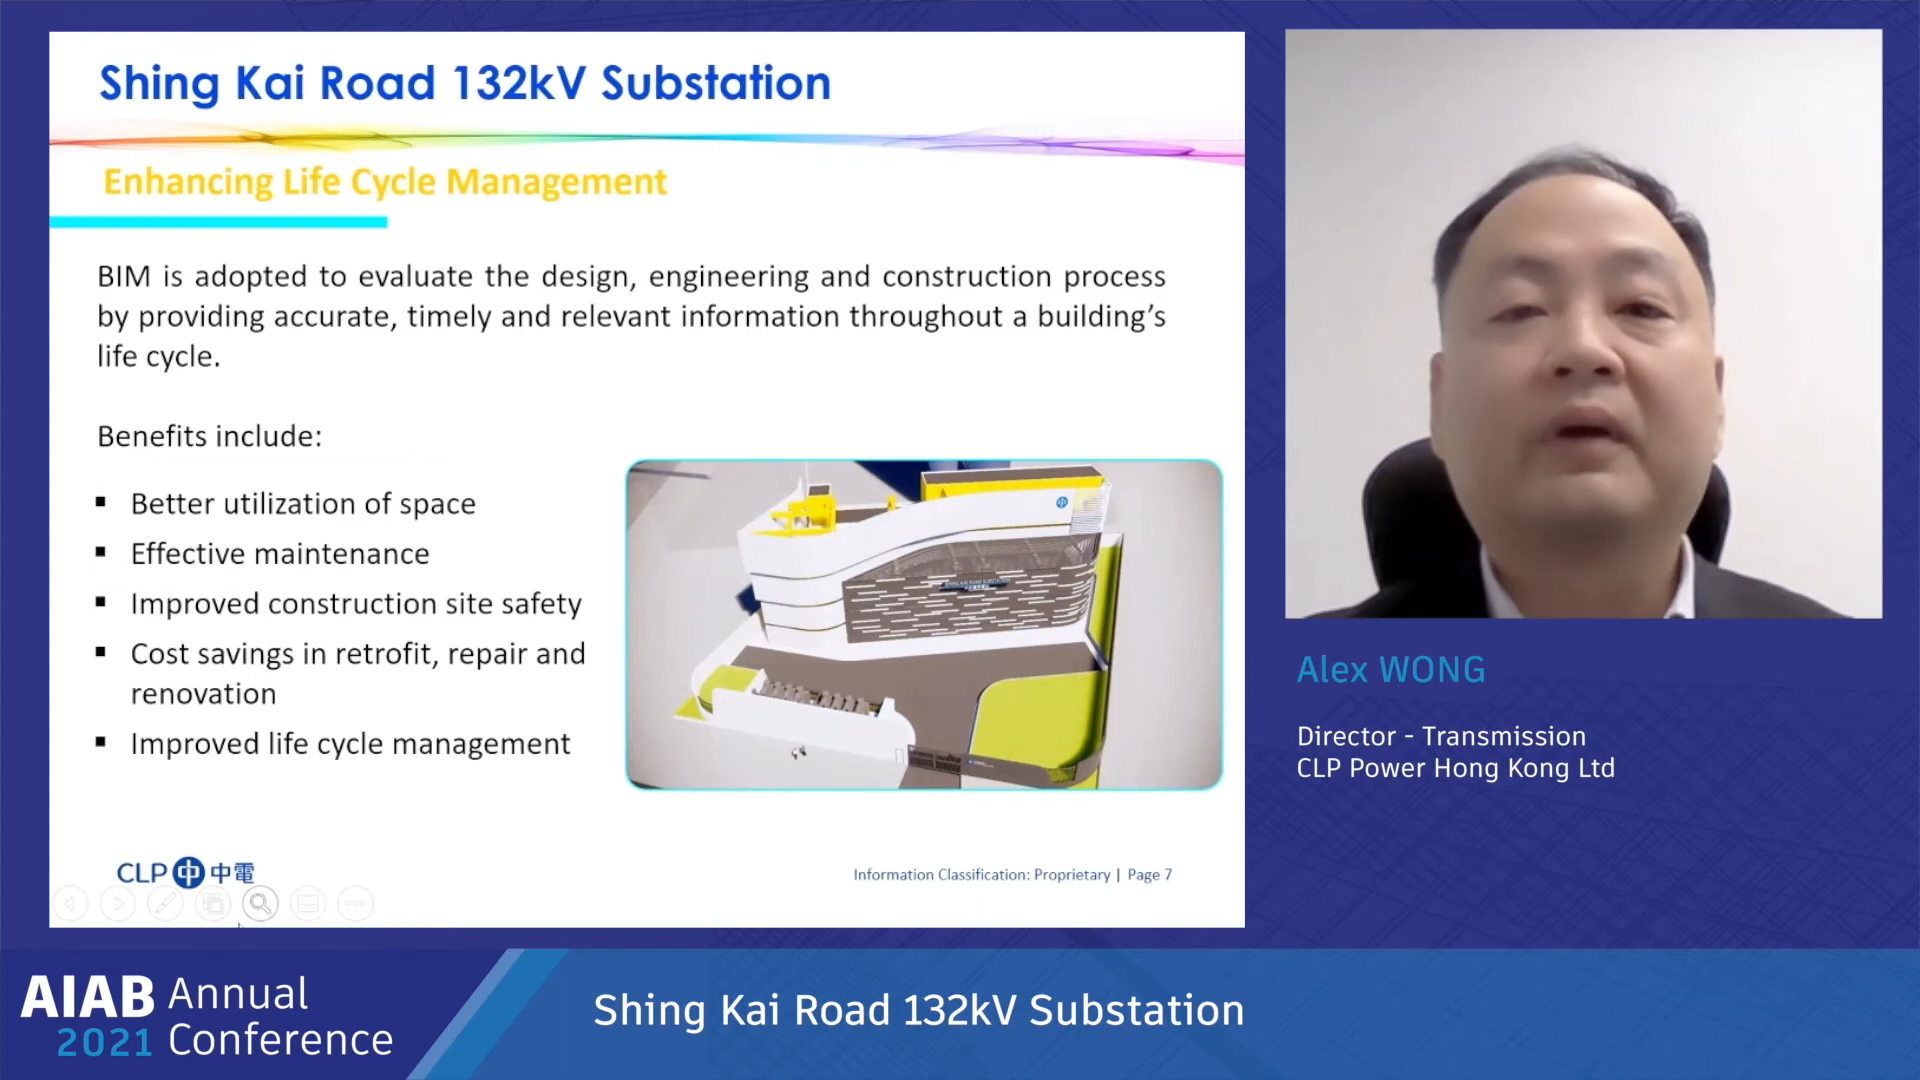 Shing Kai Road 132kV Substation
Enhancing Life Cycle Management
BIM is adopted to evaluate the design, engineering and construction process
by providing accurate, timely and relevant information throughout a building's
life cycle.
Benefits include:
▪ Better utilization of space
▪ Effective maintenance
▪ Improved construction site safety
▪ Cost savings in retrofit, repair and
renovation
▪ Improved life cycle management
SHING KAI ROAD SUBSTATION
CLP 中電
Information Classification: Proprietary | Page 7
Alex WONG
Director - Transmission
CLP Power Hong Kong Ltd
AIAB Annual
2021 Conference
Shing Kai Road 132kV Substation